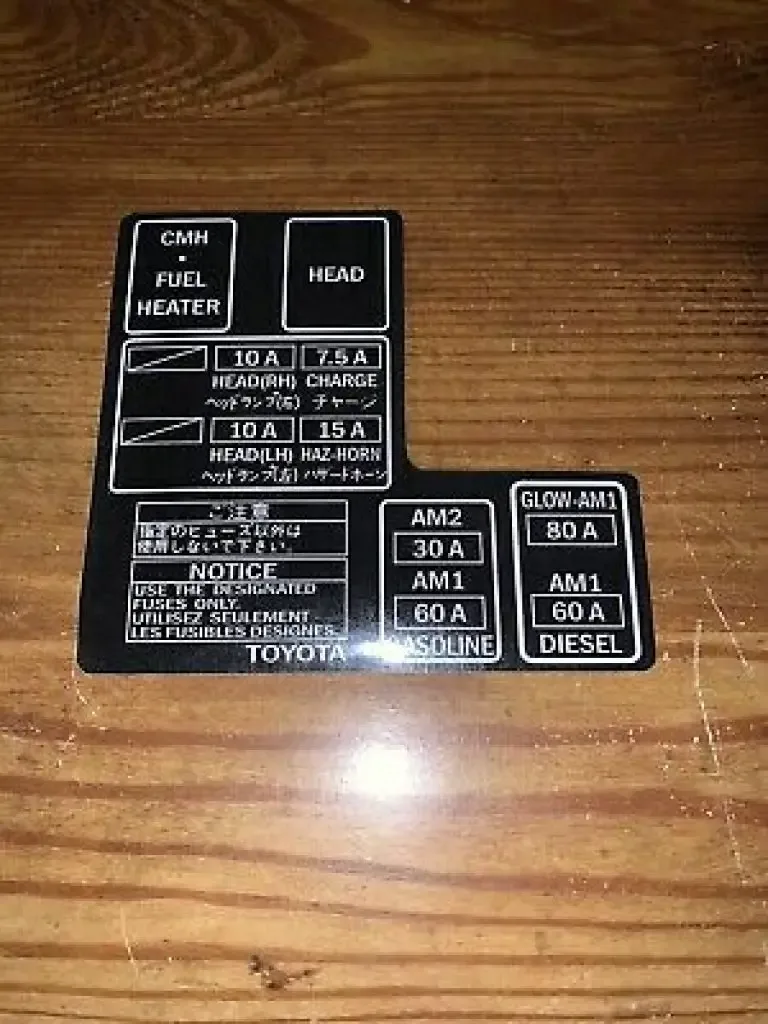 CMH
・
FUEL
HEATER
HEAD
10 A 7.5 A
HEAD(RH) CHARGE
ヘッドランプ(右) チャージ
10 A 15 A
HEAD(LH) HAZ-HORN
ヘッドランプ(左) ハザードホーン
ご注意
指定のヒューズ以外は
使用しないで下さい。
NOTICE
USE THE DESIGNATED
FUSES ONLY.
UTILISEZ SEULEMENT
LES FUSIBLES DESIGNES.
TOYOTA
AM2
30 A
AM1
60 A
GASOLINE
GLOW-AM1
80 A
AM1
60 A
DIESEL